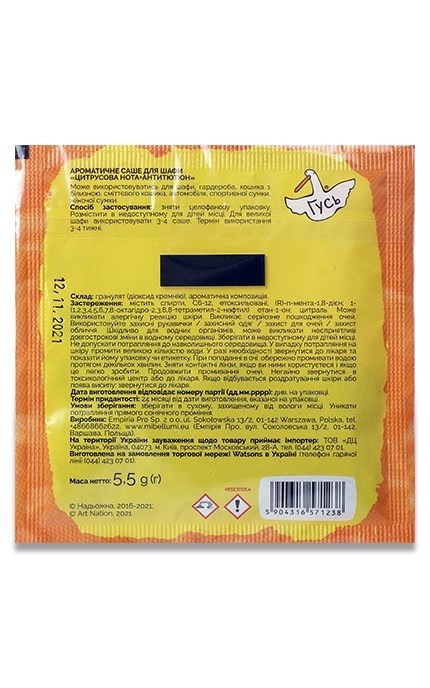 АРОМАТИЧНЕ САШЕ ДЛЯ ШАФИ
«ЦИТРУСОВА НОТА+АНТИТЮТЮН»
Може використовуватись для шафи, гардероба, кошика з
білизною, сміттєвого кошика, автомобіля, спортивної сумки,
жіночої сумки.
Спосіб застосування: зняти целофанову упаковку.
Розмістити в недоступному для дітей місці. Для великої
шафи використовувати 3-4 саше. Термін використання
3-4 тижні.
ГУСЬ
12, 11, 2021
Склад: гранулят (діоксид кремнію), ароматична композиція.
Застереження: містить спирти, C6-12, етоксильовані (R)-п-мента-1,8-дієн; 1-
(1,2,3,4,5,6,7,8-октагідро-2,3,8,8-тетраметил-2-нафтил) етан-1-он; цитраль. Може
викликати алергічну реакцію шкіри. Викликає серйозне пошкодження очей.
Використовуйте захисні рукавички / захисний одяг / захист для очей / захист
обличчя. Шкідливо для водних організмів, може викликати несприятливі
довгострокові зміни в водному середовищі. Зберігати в недоступному для дітей місці.
Не допускати потрапляння до навколишнього середовища. У випадку потрапляння на
шкіру промити великою кількістю води. У разі необхідності звернутися до лікаря та
показати йому упаковку чи етикетку. При попаданні в очі обережно промивати водою
протягом декількох хвилин. Зняти контактні лінзи, якщо ви ними користуєтеся і якщо
це легко зробити. Продовжити промивання очей. Негайно звернутися в
токсикологічний центр або до лікаря. Якщо відбувається роздратування шкіри або
поява висипу: звернутися до лікаря.
Дата виготовлення відповідає номеру партії (дд.мм.рррр): див. на упаковці.
Термін придатності: 24 місяці від дати виготовлення, вказаної на упаковці.
Умови зберігання: зберігати в сухому, захищеному від вологи місці. Уникати
потрапляння прямого сонячного проміння
Виробник: Empiria Pro Sp. z o.o.ul. Sokołowska 13/2, 01-142 Warszawa, Polska, tel.
+48668662622, www.mibellum.eu (Емпірія Про, вул. Соколовська 13/2, 01-142
Варшава, Польща)
На території України зауваження щодо товару приймає імпортер: ТОВ «ДЦ
Україна», Україна, 04073, м. Київ, проспект Московський, 8, (044) 423 07 01.
Виготовлена на замовлення торгової мережі Watsons в Україні (телефон гарячої
лінії (044) 423 07 01).
Маса нетто: 5,5 g (г)
НЕБЕЗПЕКА
5 904316 571238
© Надьожна, 2016-2021;
© Art Nation, 2021